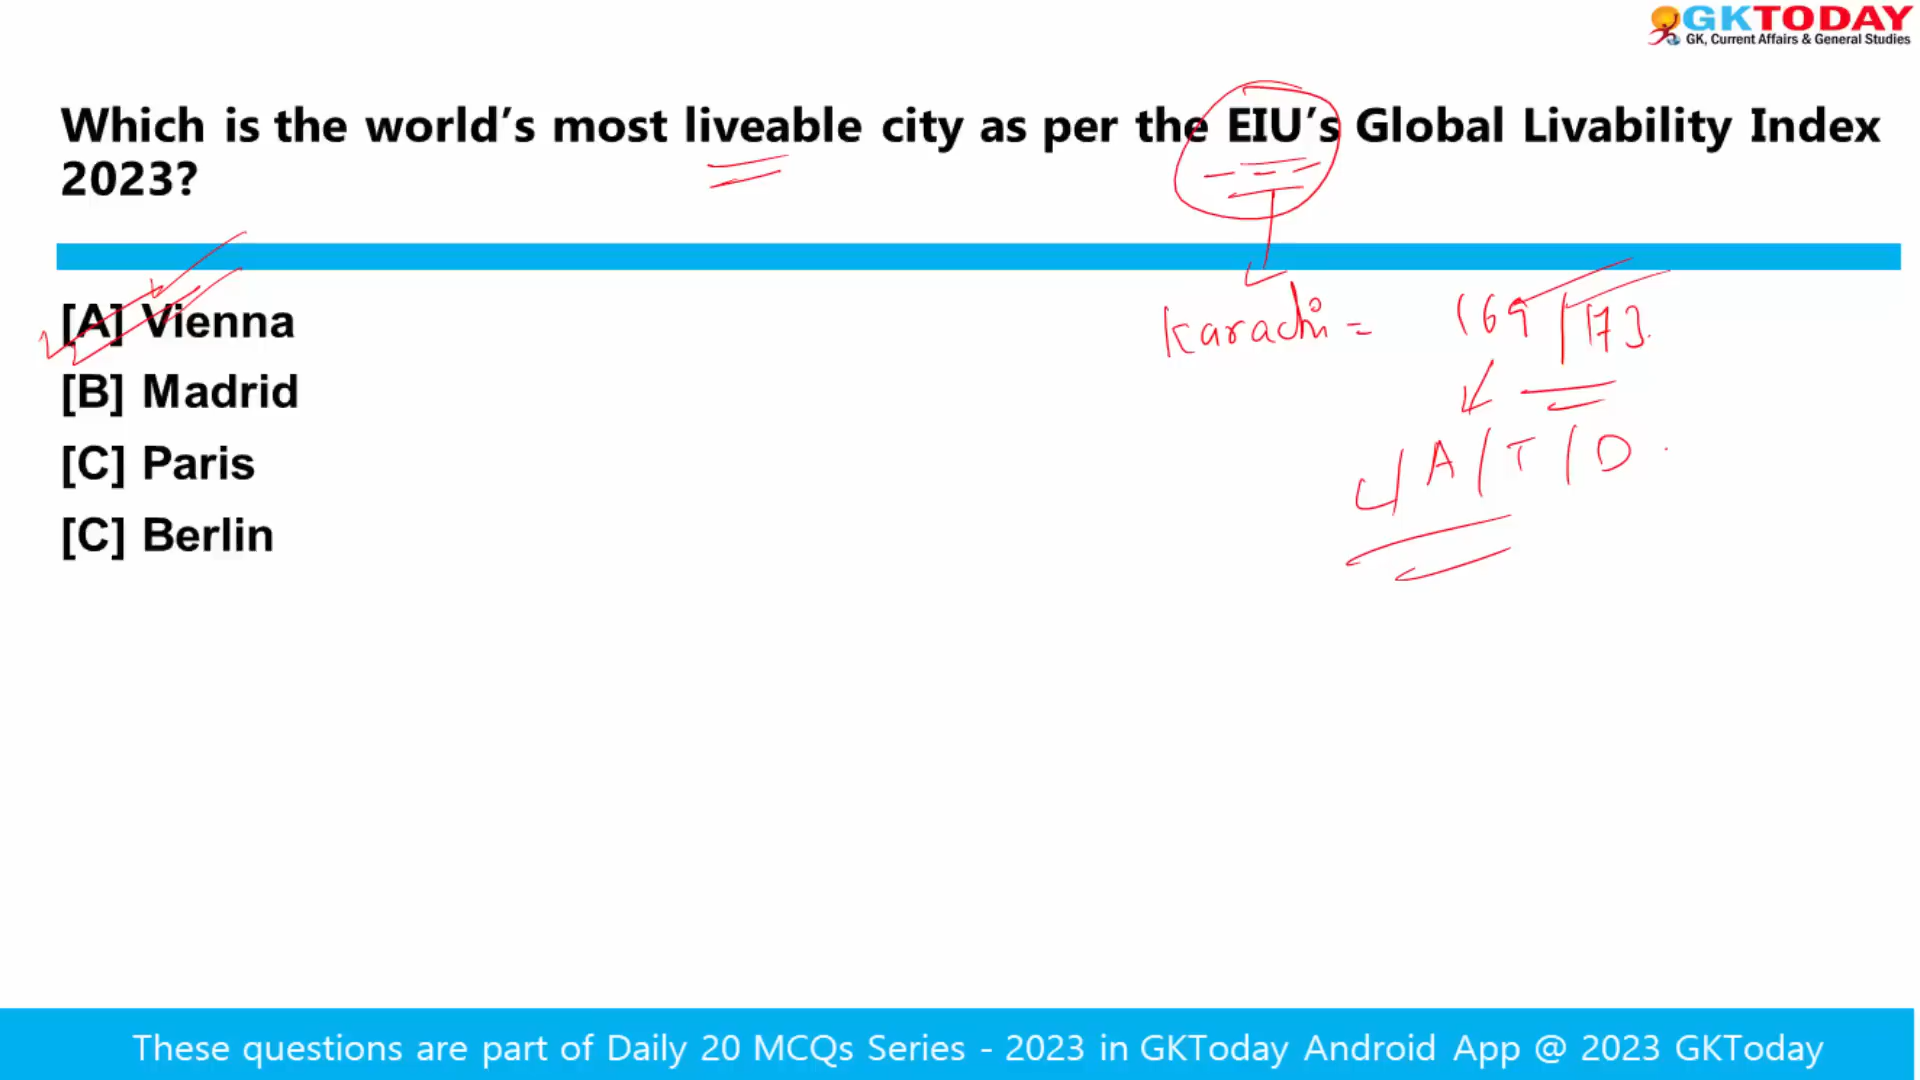 GKTODAY
GK, Current Affairs & General Studies
Which is the world’s most liveable city as per the EIU’s Global Livability Index
2023?
[A] Vienna
[B] Madrid
[C] Paris
[C] Berlin
Karachi = 169/173.
A/T/D
These questions are part of Daily 20 MCQs Series - 2023 in GKToday Android App @ 2023 GKToday